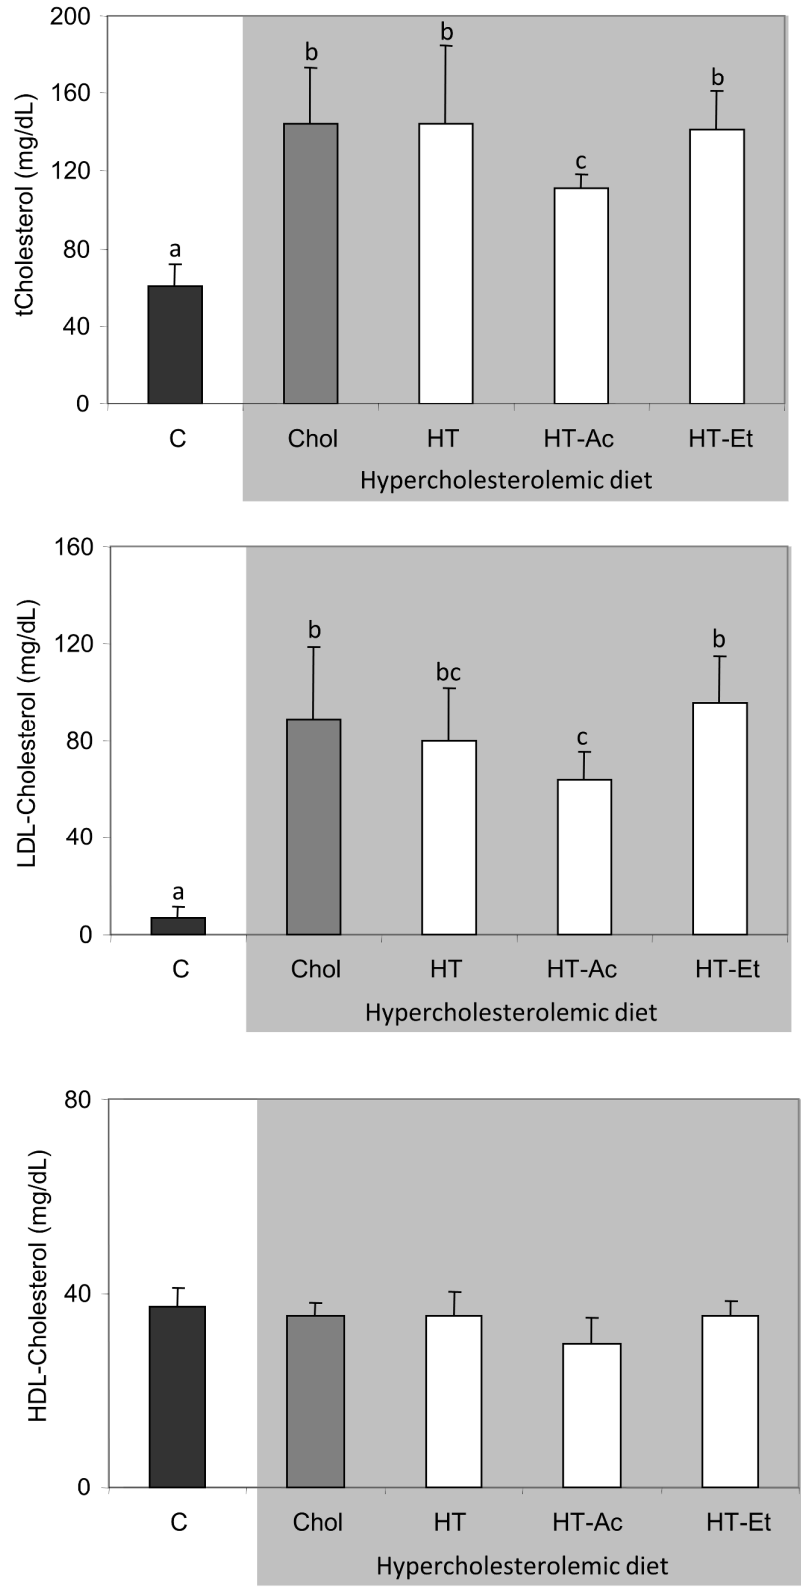 200
160
120
80
40
0
tCholesterol (mg/dL)
a
b
b
c
b
C Chol HT HT-Ac HT-Et
Hypercholesterolemic diet
160
120
80
40
0
LDL-Cholesterol (mg/dL)
a
b
bc
c
b
C Chol HT HT-Ac HT-Et
Hypercholesterolemic diet
80
40
0
HDL-Cholesterol (mg/dL)
C Chol HT HT-Ac HT-Et
Hypercholesterolemic diet